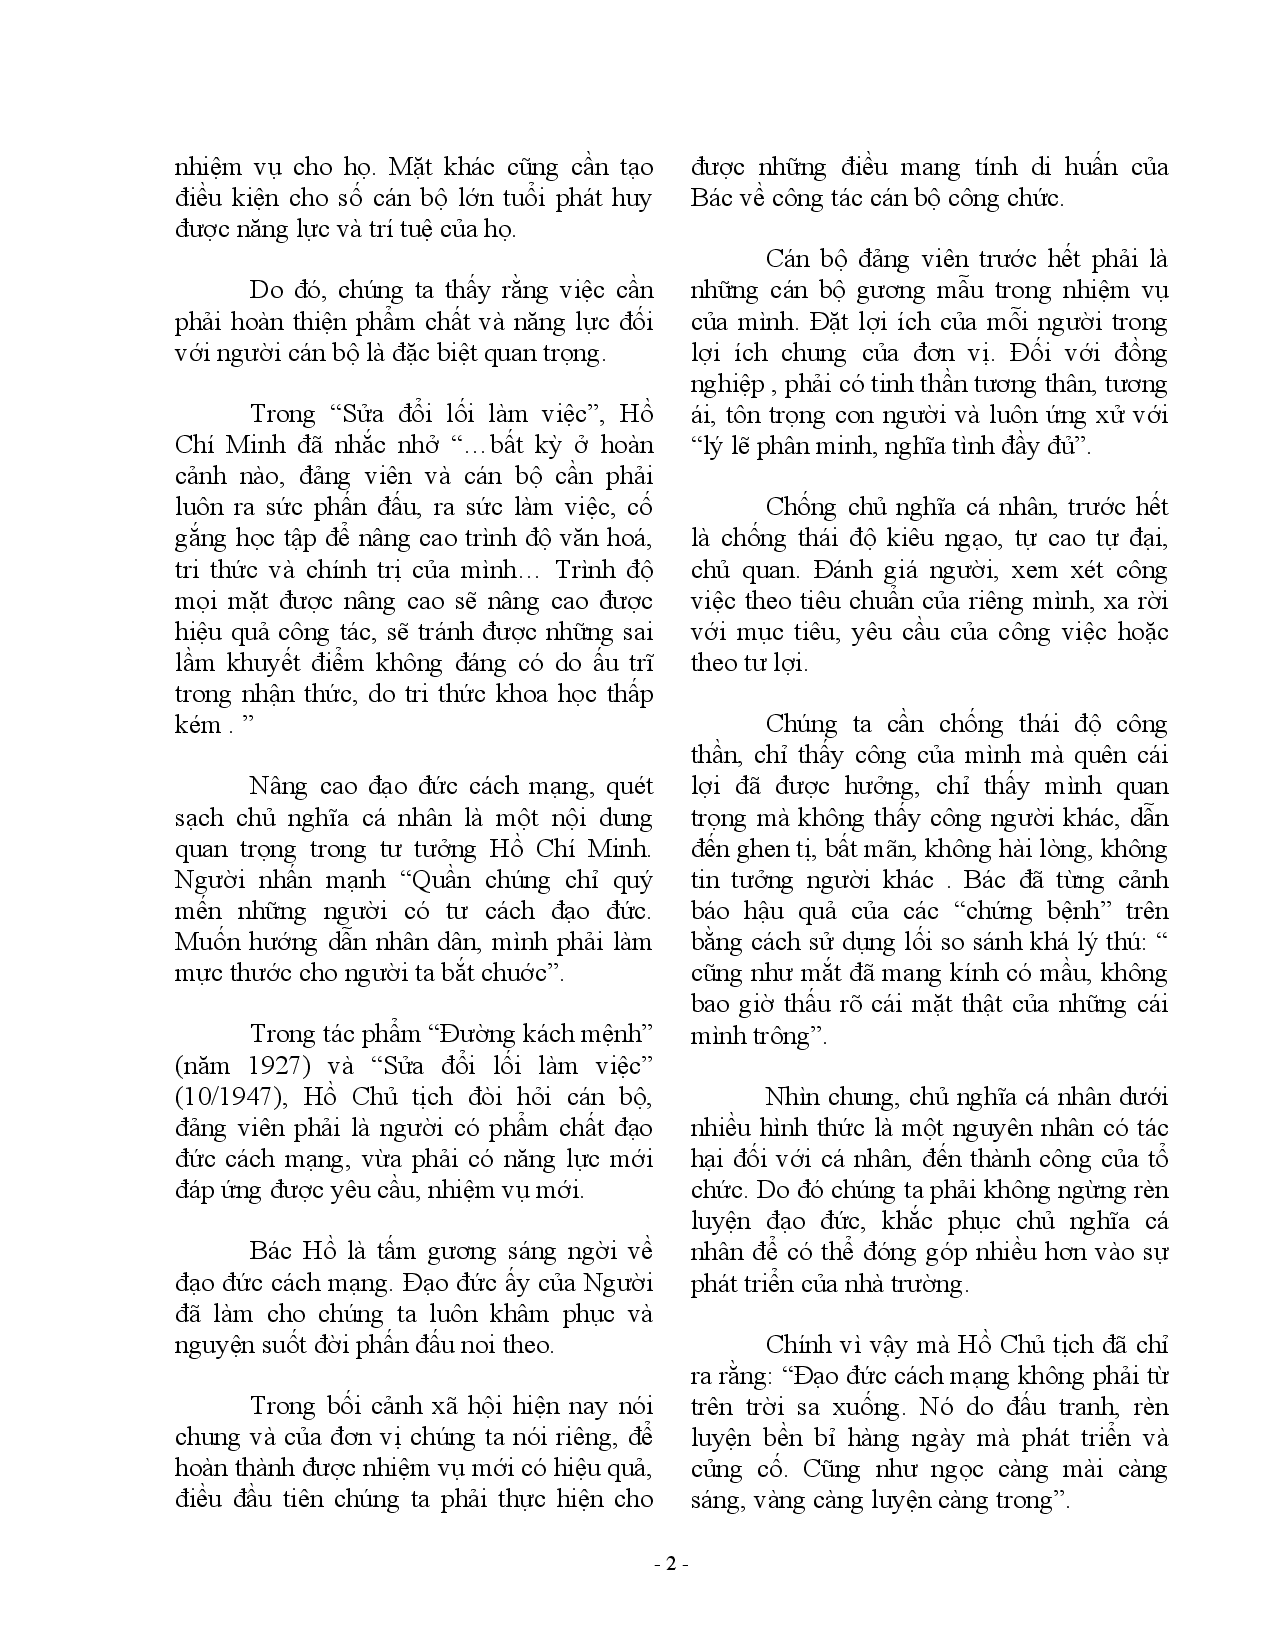 nhiệm vụ cho họ. Mặt khác cũng cần tạo
điều kiện cho số cán bộ lớn tuổi phát huy
được năng lực và trí tuệ của họ.
Do đó, chúng ta thấy rằng việc cần
phải hoàn thiện phẩm chất và năng lực đối
với người cán bộ là đặc biệt quan trọng.
Trong “Sửa đổi lối làm việc”, Hồ
Chí Minh đã nhắc nhở “…bất kỳ ở hoàn
cảnh nào, đảng viên và cán bộ cần phải
luôn ra sức phấn đấu, ra sức làm việc, cố
gắng học tập để nâng cao trình độ văn hoá,
tri thức và chính trị của mình… Trình độ
mọi mặt được nâng cao sẽ nâng cao được
hiệu quả công tác, sẽ tránh được những sai
lầm khuyết điểm không đáng có do ấu trĩ
trong nhận thức, do tri thức khoa học thấp
kém . ”
Nâng cao đạo đức cách mạng, quét
sạch chủ nghĩa cá nhân là một nội dung
quan trọng trong tư tưởng Hồ Chí Minh.
Người nhấn mạnh “Quần chúng chỉ quý
mến những người có tư cách đạo đức.
Muốn hướng dẫn nhân dân, mình phải làm
mực thước cho người ta bắt chuớc”.
Trong tác phẩm “Đường kách mệnh”
(năm 1927) và “Sửa đổi lối làm việc”
(10/1947), Hồ Chủ tịch đòi hỏi cán bộ,
đảng viên phải là người có phẩm chất đạo
đức cách mạng, vừa phải có năng lực mới
đáp ứng được yêu cầu, nhiệm vụ mới.
Bác Hồ là tấm gương sáng ngời về
đạo đức cách mạng. Đạo đức ấy của Người
đã làm cho chúng ta luôn khâm phục và
nguyện suốt đời phấn đấu noi theo.
Trong bối cảnh xã hội hiện nay nói
chung và của đơn vị chúng ta nói riêng, để
hoàn thành được nhiệm vụ mới có hiệu quả,
điều đầu tiên chúng ta phải thực hiện cho
được những điều mang tính di huấn của
Bác về công tác cán bộ công chức.
Cán bộ đảng viên trước hết phải là
những cán bộ gương mẫu trong nhiệm vụ
của mình. Đặt lợi ích của mỗi người trong
lợi ích chung của đơn vị. Đối với đồng
nghiệp , phải có tinh thần tương thân, tương
ái, tôn trọng con người và luôn ứng xử với
“lý lẽ phân minh, nghĩa tình đầy đủ”.
Chống chủ nghĩa cá nhân, trước hết
là chống thái độ kiêu ngạo, tự cao tự đại,
chủ quan. Đánh giá người, xem xét công
việc theo tiêu chuẩn của riêng mình, xa rời
với mục tiêu, yêu cầu của công việc hoặc
theo tư lợi.
Chúng ta cần chống thái độ công
thần, chỉ thấy công của mình mà quên cái
lợi đã được hưởng, chỉ thấy mình quan
trọng mà không thấy công người khác, dẫn
đến ghen tị, bất mãn, không hài lòng, không
tin tưởng người khác . Bác đã từng cảnh
báo hậu quả của các “chứng bệnh” trên
bằng cách sử dụng lối so sánh khá lý thú: “
cũng như mắt đã mang kính có mầu, không
bao giờ thấu rõ cái mặt thật của những cái
mình trông”.
Nhìn chung, chủ nghĩa cá nhân dưới
nhiều hình thức là một nguyên nhân có tác
hại đối với cá nhân, đến thành công của tổ
chức. Do đó chúng ta phải không ngừng rèn
luyện đạo đức, khắc phục chủ nghĩa cá
nhân để có thể đóng góp nhiều hơn vào sự
phát triển của nhà trường.
Chính vì vậy mà Hồ Chủ tịch đã chỉ
ra rằng: “Đạo đức cách mạng không phải từ
trên trời sa xuống. Nó do đấu tranh, rèn
luyện bền bỉ hàng ngày mà phát triển và
củng cố. Cũng như ngọc càng mài càng
sáng, vàng càng luyện càng trong”.
- 2 -